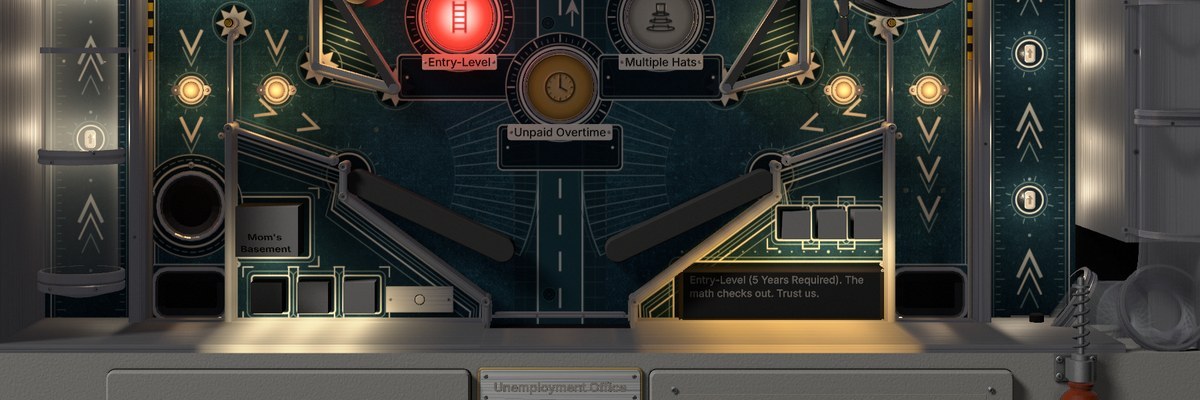 Entry-Level
Multiple Hats
Unpaid Overtime
Mom's
Basement
Entry-Level (5 Years Required). The
math checks out. Trust us.
Unemployment Office